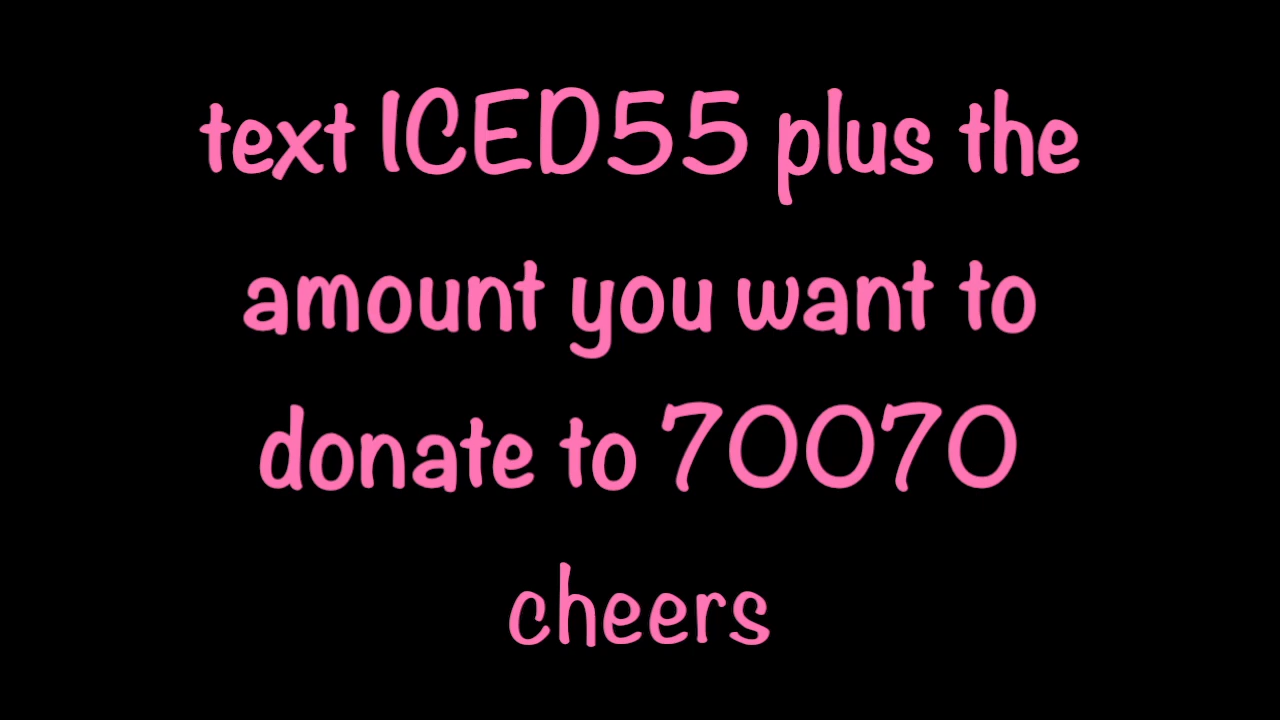 text ICED55 plus the
amount you want to
donate to 70070
cheers